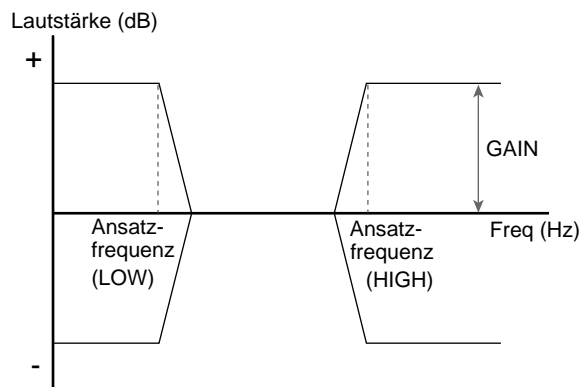 Lautstärke (dB)
+
GAIN
Ansatz-
frequenz
(LOW)
Ansatz-
frequenz
(HIGH)
Freq (Hz)
-